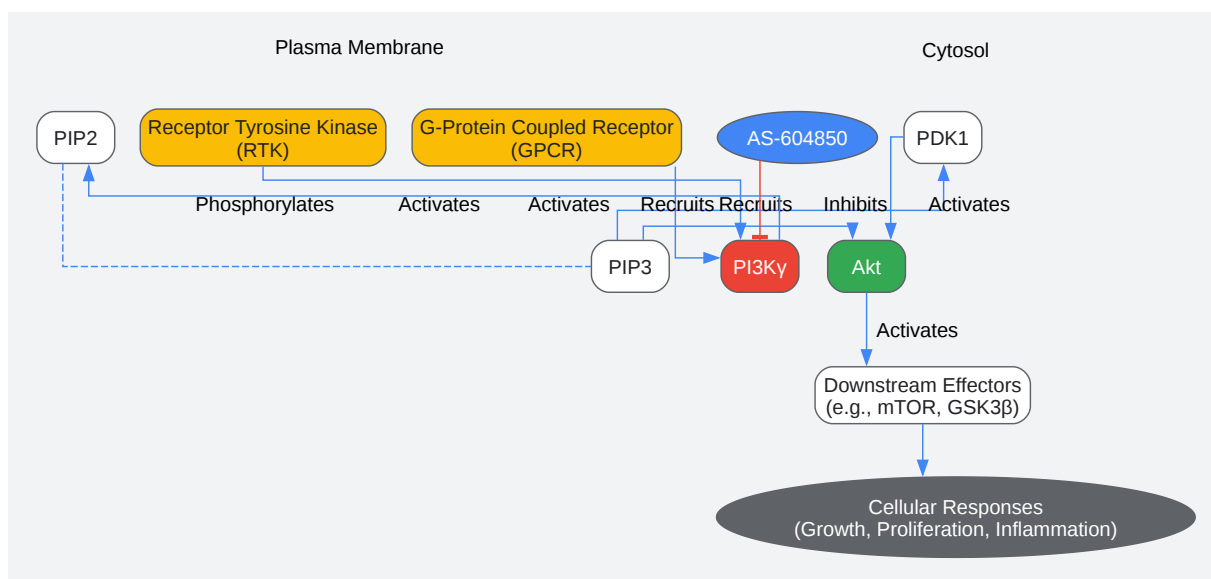 Plasma Membrane
Cytosol
PIP2
Receptor Tyrosine Kinase
(RTK)
G-Protein Coupled Receptor
(GPCR)
AS-604850
PDK1
Phosphorylates
Activates
Activates
Recruits
Recruits
Inhibits
Activates
PIP3
PI3Kγ
Akt
Activates
Downstream Effectors
(e.g., mTOR, GSK3β)
Cellular Responses
(Growth, Proliferation, Inflammation)